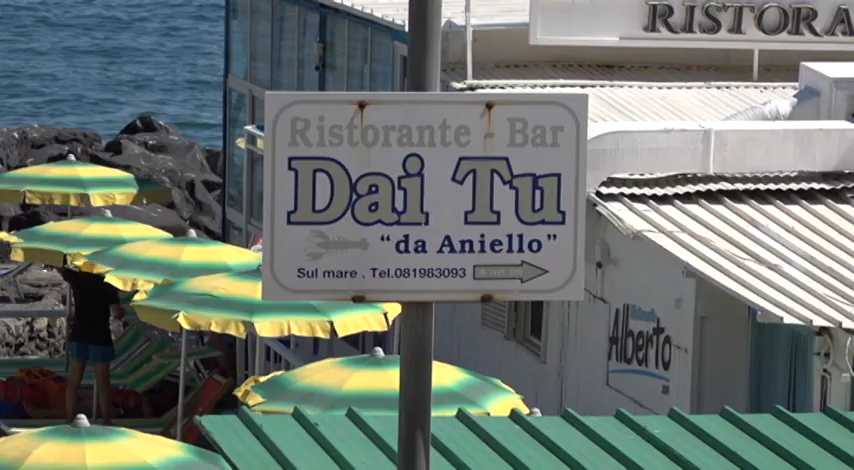 RISTORA
Ristorante - Bar
Dai Tu
"da Aniello"
Sul mare . Tel.081983093
Alberto